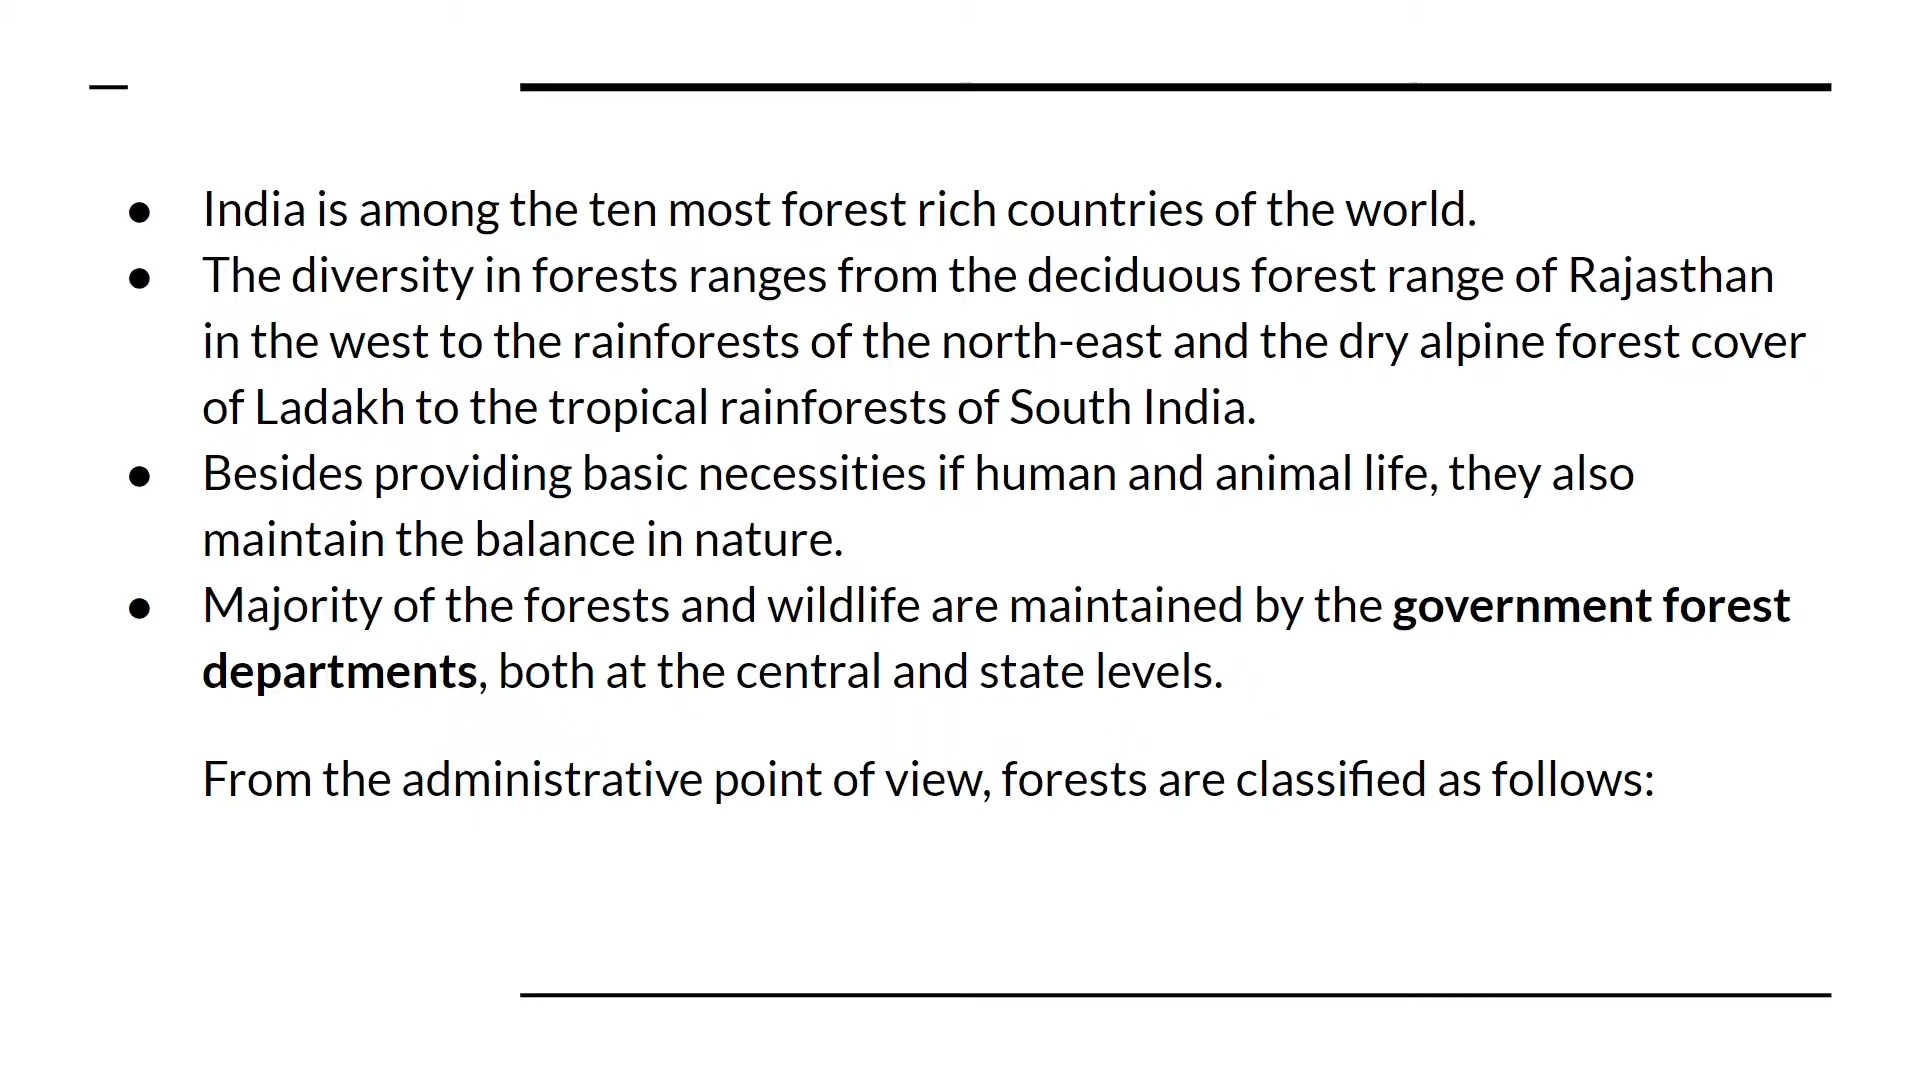 ● India is among the ten most forest rich countries of the world.
● The diversity in forests ranges from the deciduous forest range of Rajasthan
in the west to the rainforests of the north-east and the dry alpine forest cover
of Ladakh to the tropical rainforests of South India.
● Besides providing basic necessities if human and animal life, they also
maintain the balance in nature.
● Majority of the forests and wildlife are maintained by the government forest
departments, both at the central and state levels.
From the administrative point of view, forests are classified as follows: